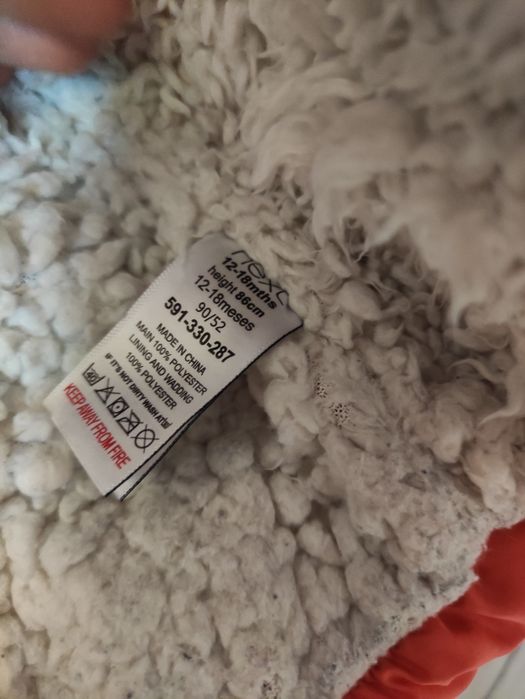 next
12-18mths
height 86cm
12-18meses
90/52
591-330-287
MADE IN CHINA
MAIN 100% POLYESTER
LINING AND WADDING
100% POLYESTER
IF IT'S NOT DIRTY WASH AT
KEEP AWAY FROM FIRE